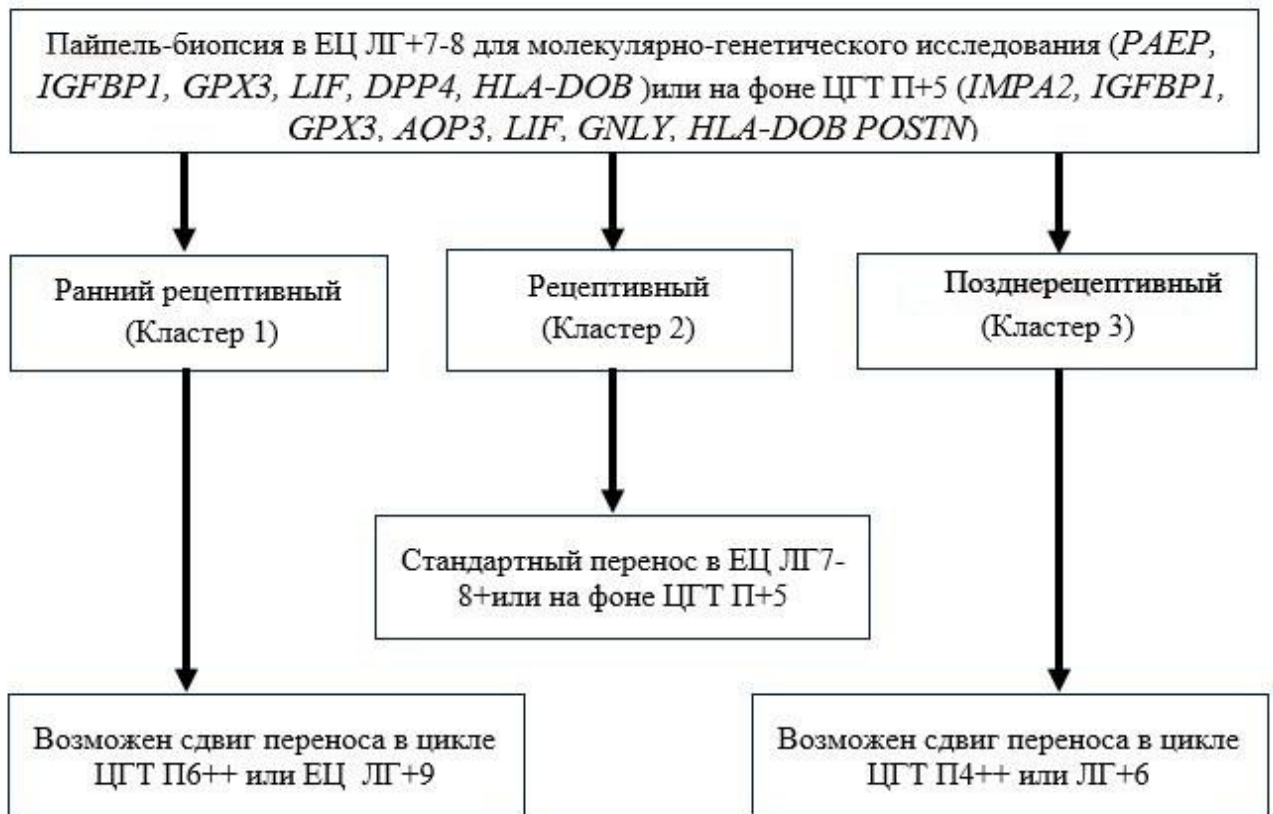 Пайпель-биопсия в ЕЦ ЛГ+7-8 для молекулярно-генетического исследования (PAEP,
IGFBP1, GPX3, LIF, DPP4, HLA-DOB )или на фоне ЦГТ П+5 (IMPA2, IGFBP1,
GPX3, AQP3, LIF, GNLY, HLA-DOB POSTN)
Ранний рецептивный
(Кластер 1)
Рецептивный
(Кластер 2)
Позднерецептивный
(Кластер 3)
Стандартный перенос в ЕЦ ЛГ7-
8+или на фоне ЦГТ П+5
Возможен сдвиг переноса в цикле
ЦГТ П6++ или ЕЦ ЛГ+9
Возможен сдвиг переноса в цикле
ЦГТ П4++ или ЛГ+6